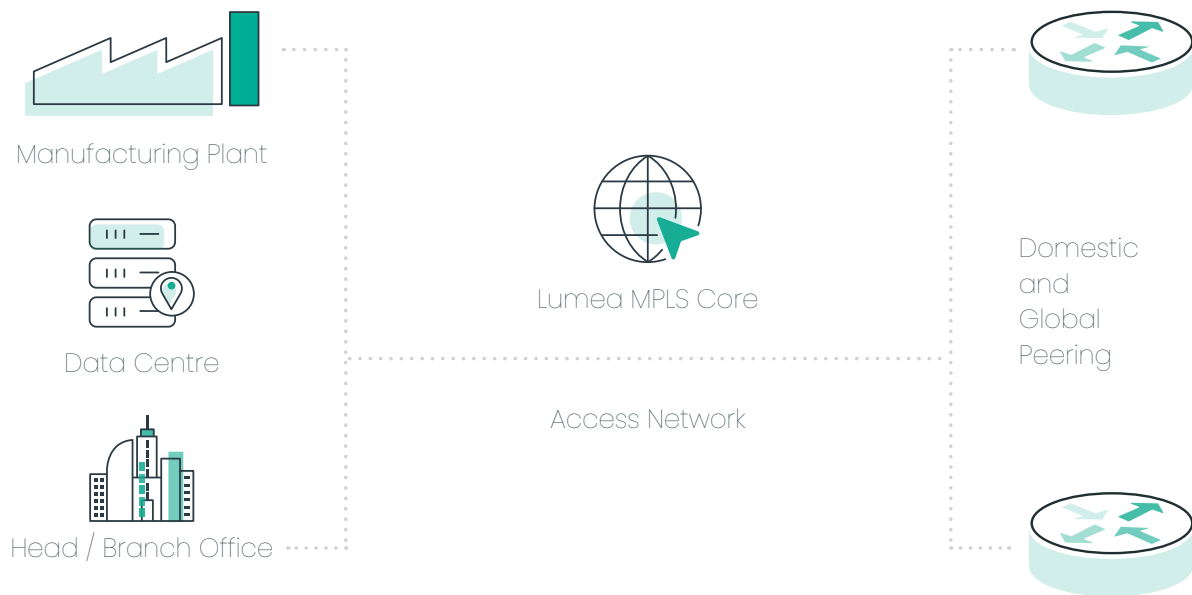 Manufacturing Plant
Data Centre
Head / Branch Office
Lumea MPLS Core
Access Network
Domestic
and
Global
Peering